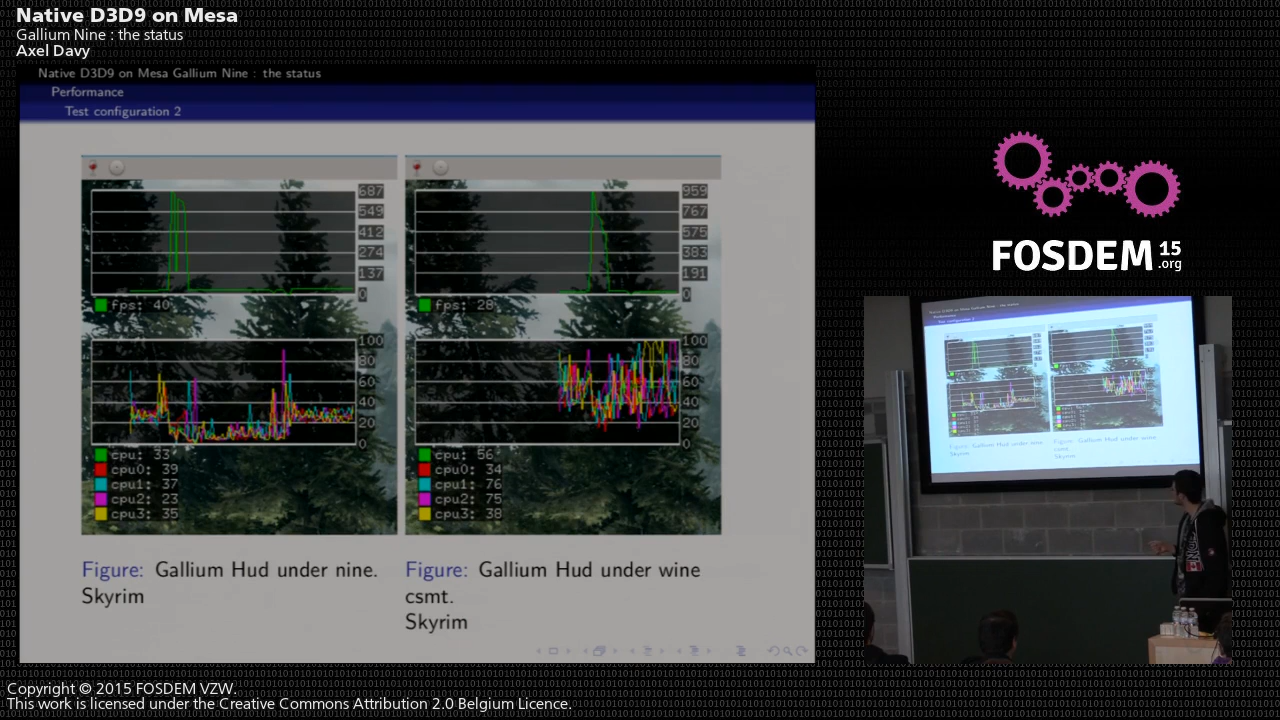 Native D3D9 on Mesa
Gallium Nine : the status
Axel Davy
Native D3D9 on Mesa Gallium Nine : the status
Performance
Test configuration 2
687
549
412
274
137
0
fps: 40
100
80
60
40
20
0
cpu: 33
cpu0: 39
cpu1: 37
cpu2: 23
cpu3: 35
959
767
575
383
191
0
fps: 28
100
80
60
40
20
0
cpu: 56
cpu0: 34
cpu1: 76
cpu2: 75
cpu3: 38
Figure: Gallium Hud under nine.
Skyrim
Figure: Gallium Hud under wine
csmt.
Skyrim
FOSDEM 15
.org
Copyright © 2015 FOSDEM VZW.
This work is licensed under the Creative Commons Attribution 2.0 Belgium Licence.